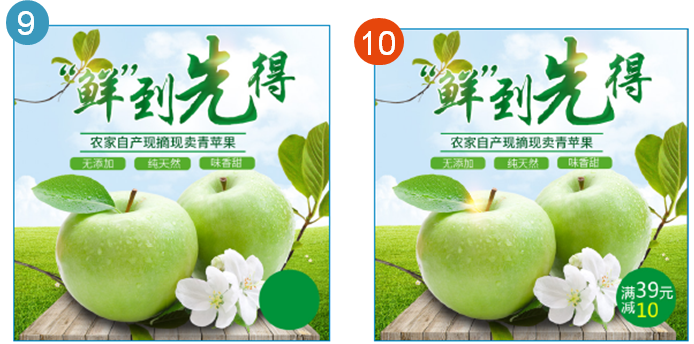 9
"鲜"到先得
农家自产现摘现卖青苹果
无添加 纯天然 味香甜
10
"鲜"到先得
农家自产现摘现卖青苹果
无添加 纯天然 味香甜
满39元
减10